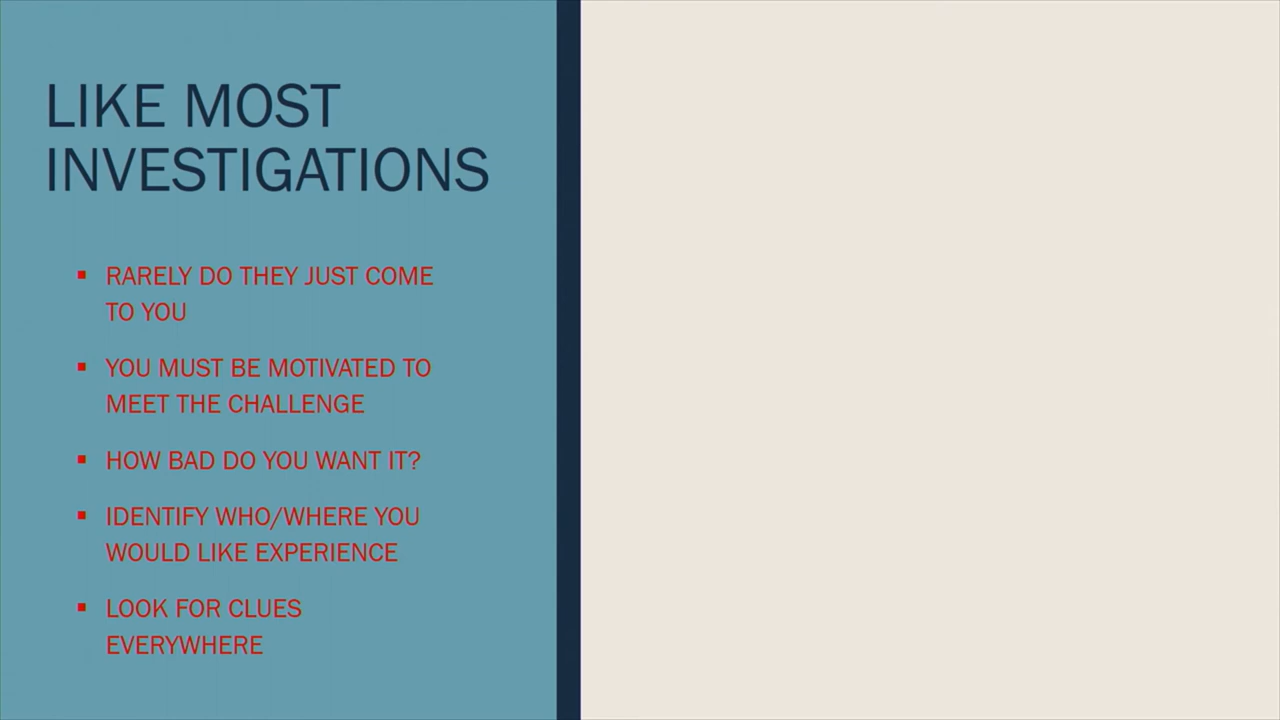 LIKE MOST
INVESTIGATIONS
▪ RARELY DO THEY JUST COME
TO YOU
▪ YOU MUST BE MOTIVATED TO
MEET THE CHALLENGE
▪ HOW BAD DO YOU WANT IT?
▪ IDENTIFY WHO/WHERE YOU
WOULD LIKE EXPERIENCE
▪ LOOK FOR CLUES
EVERYWHERE